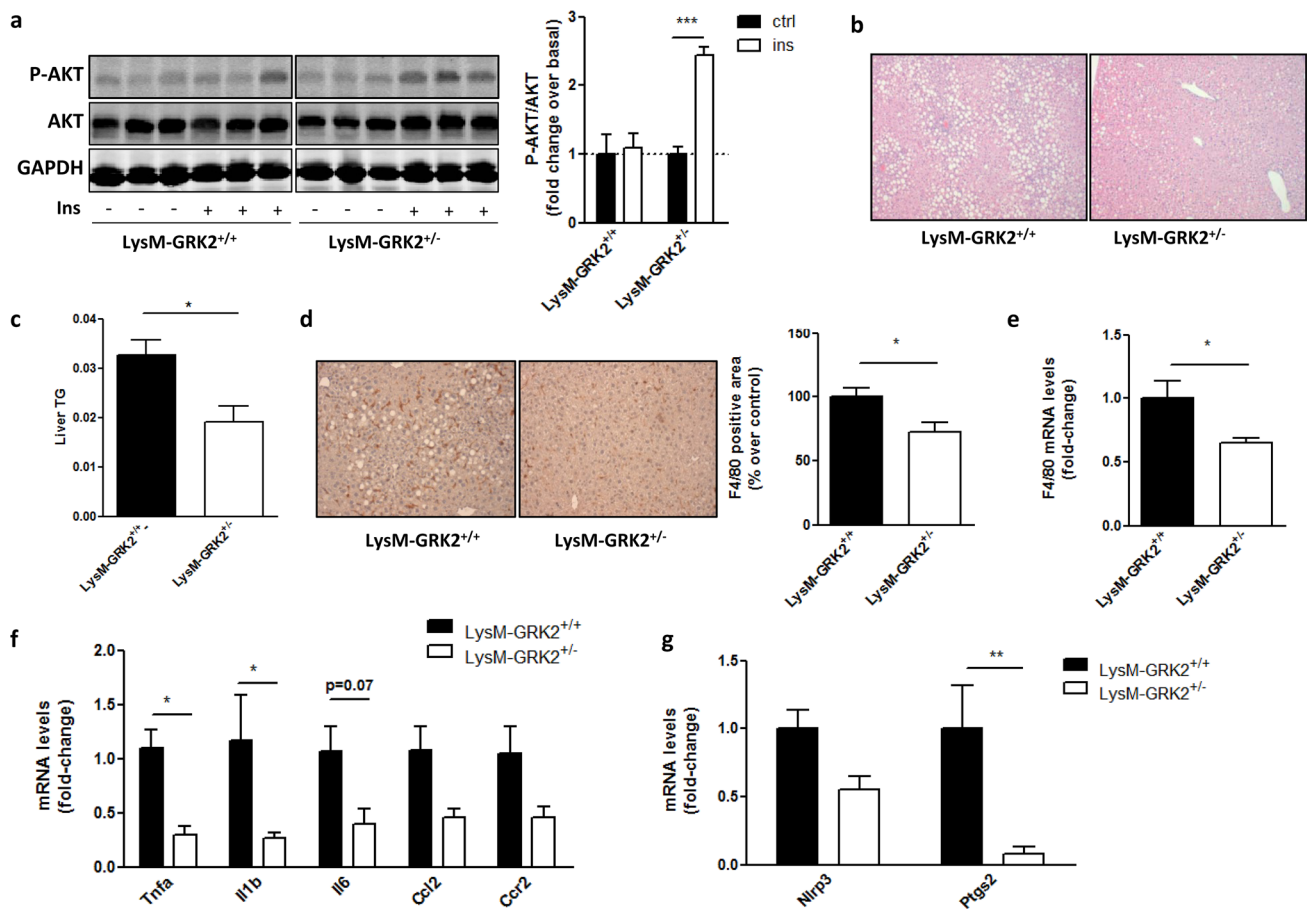 a
P-AKT
AKT
GAPDH
Ins - - - + + + - - - + + +
LysM-GRK2+/+ LysM-GRK2+/-
P-AKT/AKT
(fold change over basal)
3
2
1
0
***
ctrl
ins
LysM-GRK2+/+
LysM-GRK2+/-
b
LysM-GRK2+/+ LysM-GRK2+/-
c
Liver TG
0.04
0.03
0.02
0.01
0.00
*
LysM-GRK2+/+ -
LysM-GRK2+/-
d
LysM-GRK2+/+ LysM-GRK2+/-
F4/80 positive area
(% over control)
150
100
50
0
*
LysM-GRK2+/+
LysM-GRK2+/-
e
F4/80 mRNA levels
(fold-change)
1.5
1.0
0.5
0.0
*
LysM-GRK2+/+
LysM-GRK2+/-
f
LysM-GRK2+/+
LysM-GRK2+/-
mRNA levels
(fold-change)
2.0
1.5
1.0
0.5
0.0
*
*
p=0.07
Tnfa
Il1b
Il6
Ccl2
Ccr2
g
LysM-GRK2+/+
LysM-GRK2+/-
mRNA levels
(fold-change)
1.5
1.0
0.5
0.0
**
Nlrp3
Ptgs2